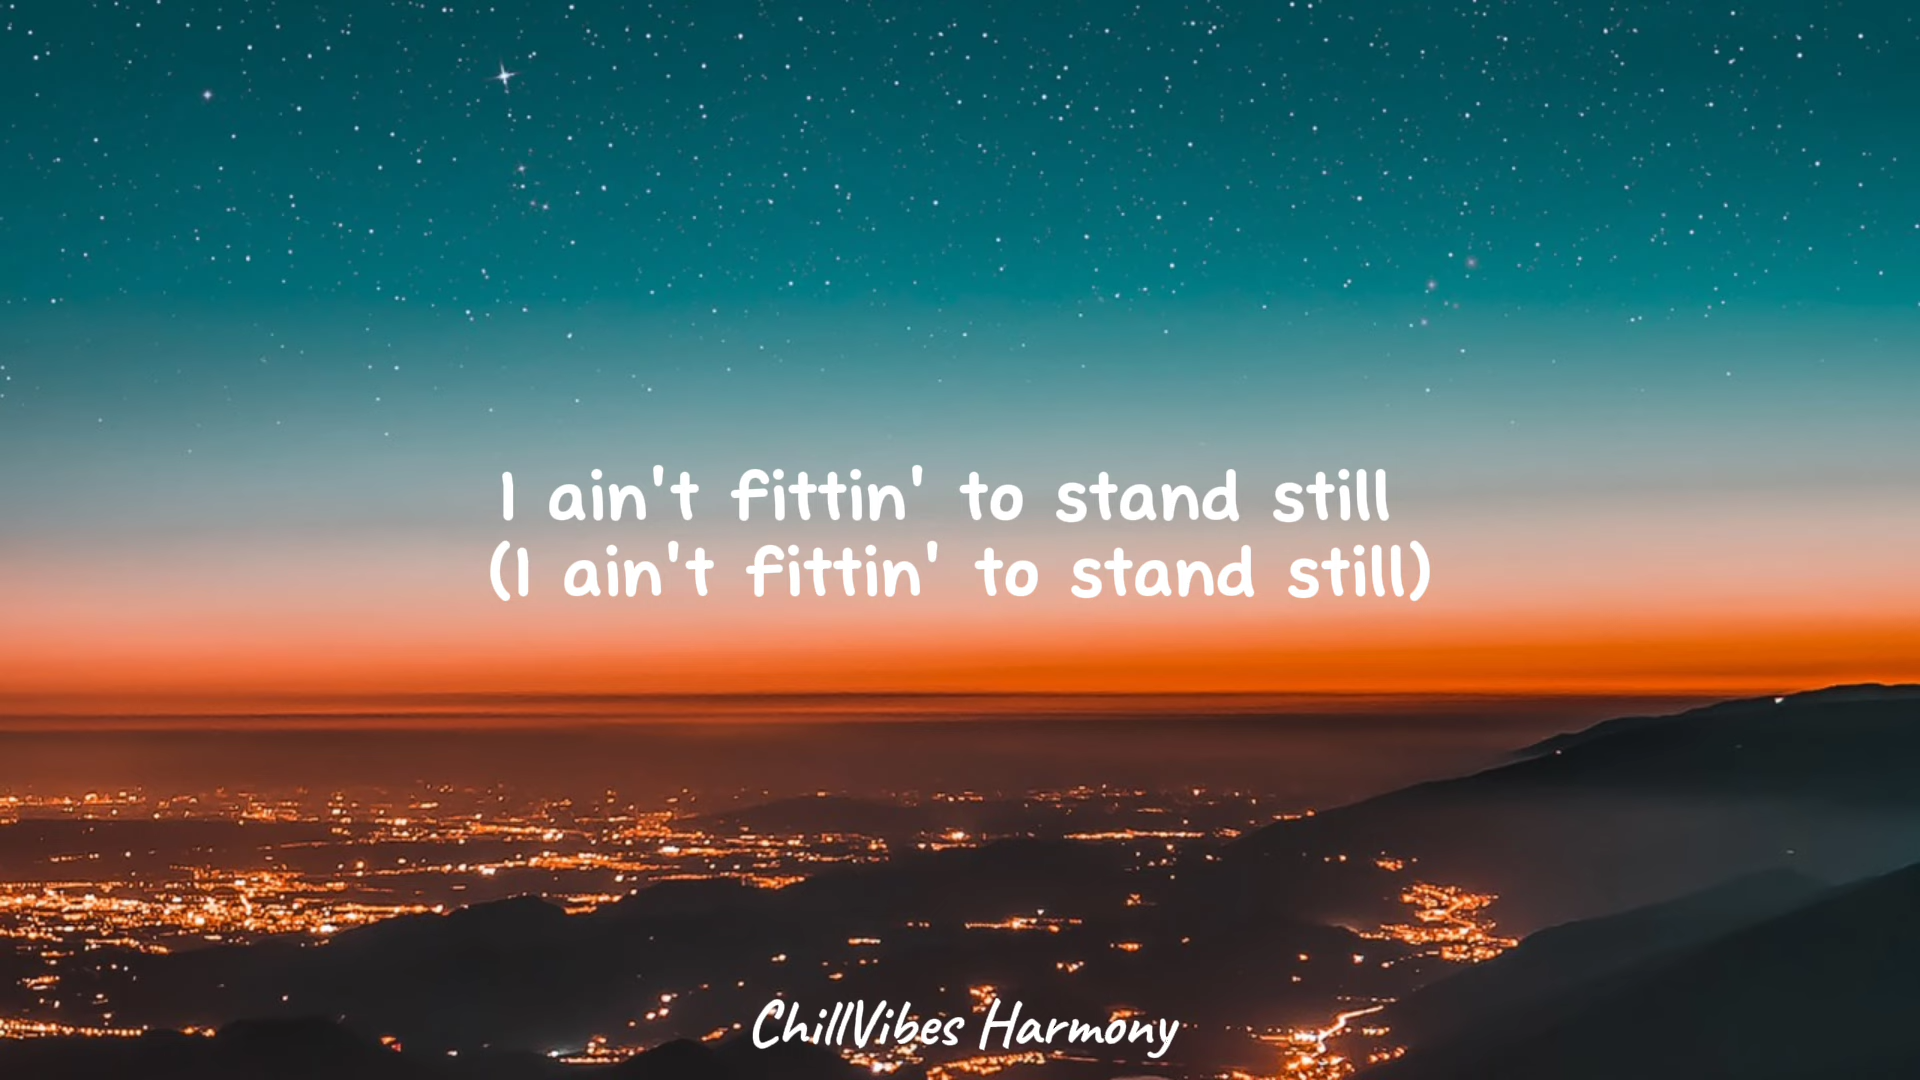 I ain't fittin' to stand still
(I ain't fittin' to stand still)
ChillVibes Harmony